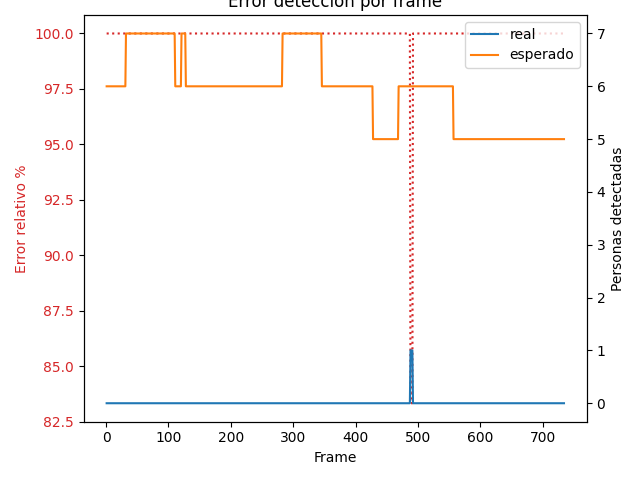 Error detección por frame
real
esperado
100.0
97.5
95.0
92.5
90.0
87.5
85.0
82.5
Error relativo %
7
6
5
4
3
2
1
0
Personas detectadas
0 100 200 300 400 500 600 700
Frame